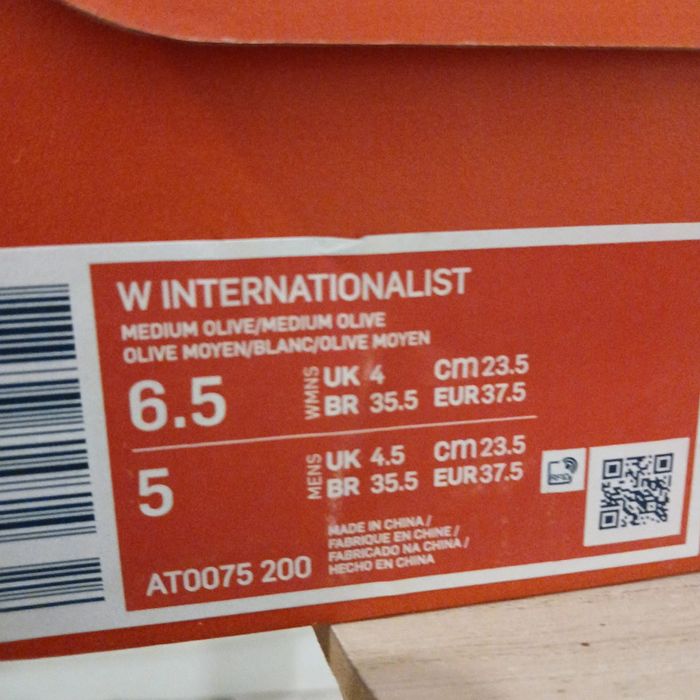 W INTERNATIONALIST
MEDIUM OLIVE/MEDIUM OLIVE
OLIVE MOYEN/BLANC/OLIVE MOYEN
6.5 WMNS UK 4 cm 23.5
BR 35.5 EUR 37.5
5 MENS UK 4.5 cm 23.5
BR 35.5 EUR 37.5
RFID
MADE IN CHINA /
FABRIQUE EN CHINE /
FABRICADO NA CHINA /
HECHO EN CHINA
AT0075 200